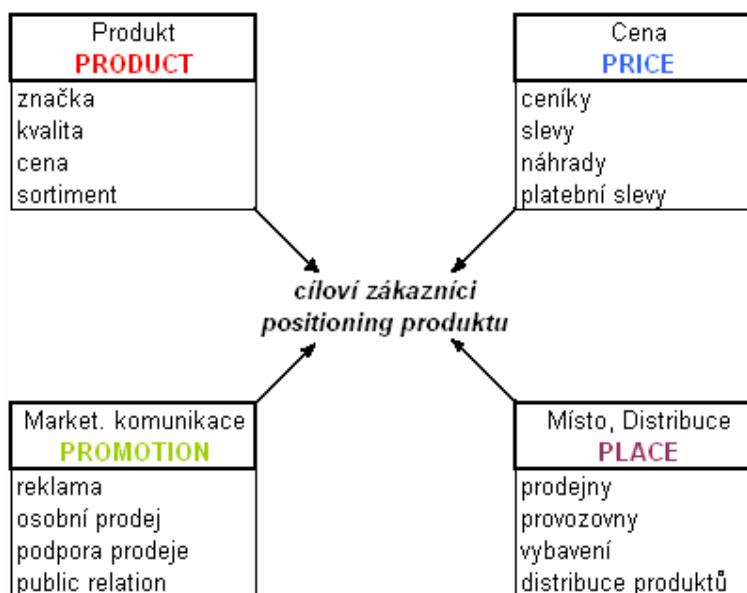 Produkt
PRODUCT
značka
kvalita
cena
sortiment
Cena
PRICE
ceníky
slevy
náhrady
platební slevy
cíloví zákazníci
positioning produktu
Market. komunikace
PROMOTION
reklama
osobní prodej
podpora prodeje
public relation
Místo, Distribuce
PLACE
prodejny
provozovny
vybavení
distribuce produktů